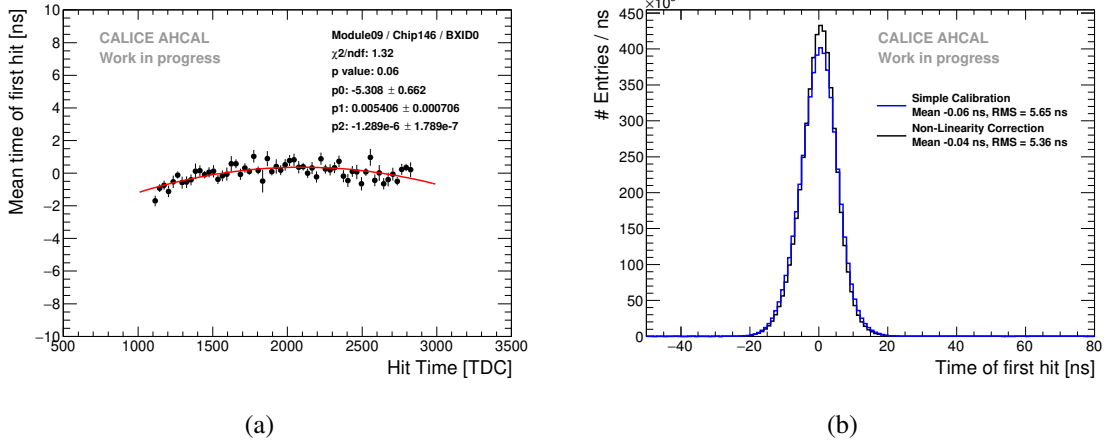 Mean time of first hit [ns]
10
8
6
4
2
0
−2
−4
−6
−8
−10
CALICE AHCAL
Work in progress
Module09 / Chip146 / BXID0
χ2/ndf: 1.32
p value: 0.06
p0: -5.308 ± 0.662
p1: 0.005406 ± 0.000706
p2: -1.289e-6 ± 1.789e-7
500 1000 1500 2000 2500 3000 3500
Hit Time [TDC]
(a)
# Entries / ns
450
400
350
300
250
200
150
100
50
0
CALICE AHCAL
Work in progress
Simple Calibration
Mean -0.06 ns, RMS = 5.65 ns
Non-Linearity Correction
Mean -0.04 ns, RMS = 5.36 ns
−40 −20 0 20 40 60 80
Time of first hit [ns]
(b)